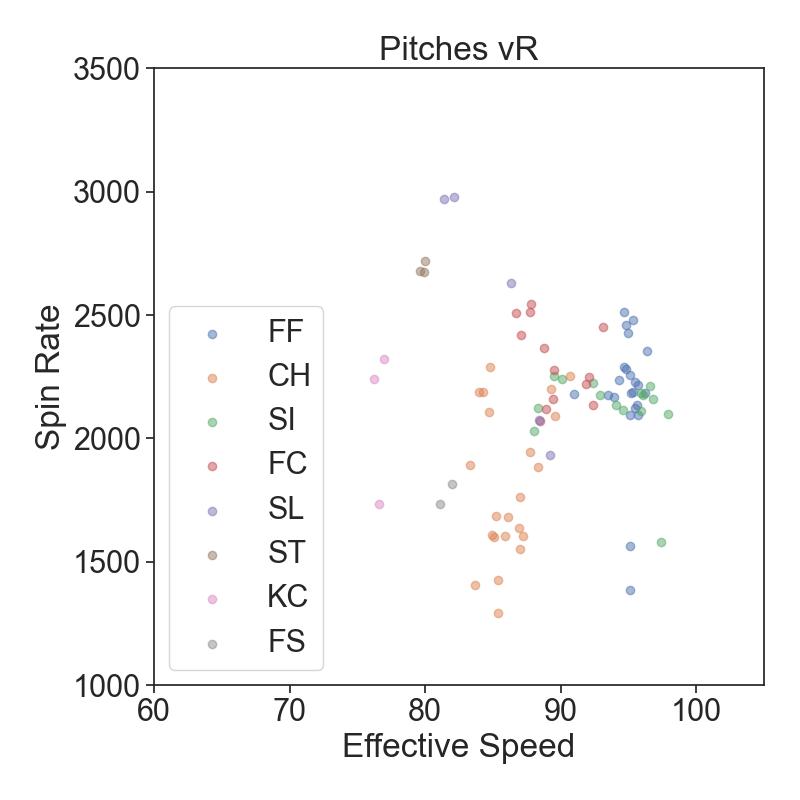 Pitches vR
3500
3000
2500
2000
1500
1000
Spin Rate
FF
CH
SI
FC
SL
ST
KC
FS
60 70 80 90 100
Effective Speed